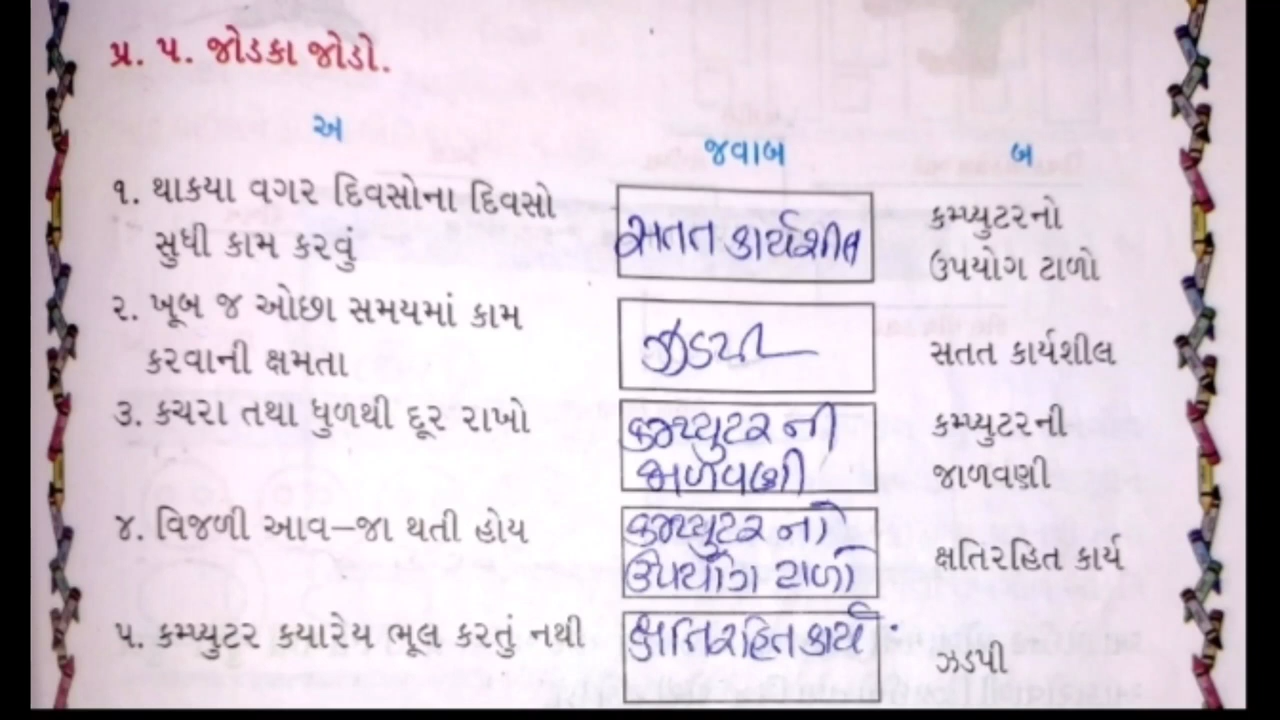 પ્ર. ૫. જોડકા જોડો.
અ
જવાબ
બ
૧. થાકયા વગર દિવસોના દિવસો
સુધી કામ કરવું
સતત કાર્યશીલ
કમ્પ્યુટરનો
ઉપયોગ ટાળો
૨. ખૂબ જ ઓછા સમયમાં કામ
કરવાની ક્ષમતા
ઝડપી
સતત કાર્યશીલ
૩. કચરા તથા ધુળથી દૂર રાખો
કમ્પ્યુટર ની
જાળવણી
કમ્પ્યુટરની
જાળવણી
૪. વિજળી આવ–જા થતી હોય
કમ્પ્યુટર નો
ઉપયોગ ટાળો
ક્ષતિરહિત કાર્ય
૫. કમ્પ્યુટર કયારેય ભૂલ કરતું નથી
ક્ષતિરહિત કાર્ય.
ઝડપી